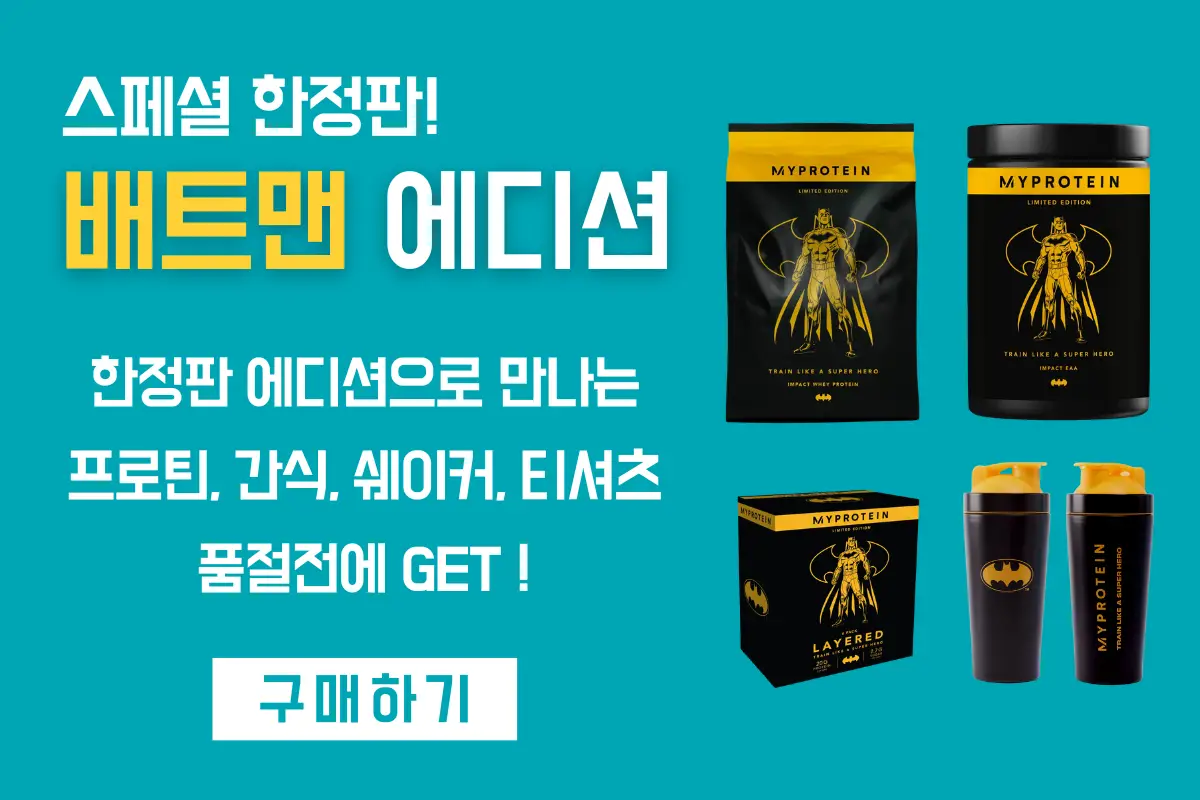 스페셜 한정판!
배트맨 에디션
한정판 에디션으로 만나는
프로틴, 간식, 쉐이커, 티셔츠
품절전에 GET !
구매하기
MYPROTEIN
LIMITED EDITION
TRAIN LIKE A SUPER HERO
IMPACT WHEY PROTEIN
MYPROTEIN
LIMITED EDITION
TRAIN LIKE A SUPER HERO
IMPACT EAA
MYPROTEIN
MYPROTEIN
LIMITED EDITION
6 PACK
LAYERED
TRAIN LIKE A SUPER HERO
MYPROTEIN
TRAIN LIKE A SUPER HERO